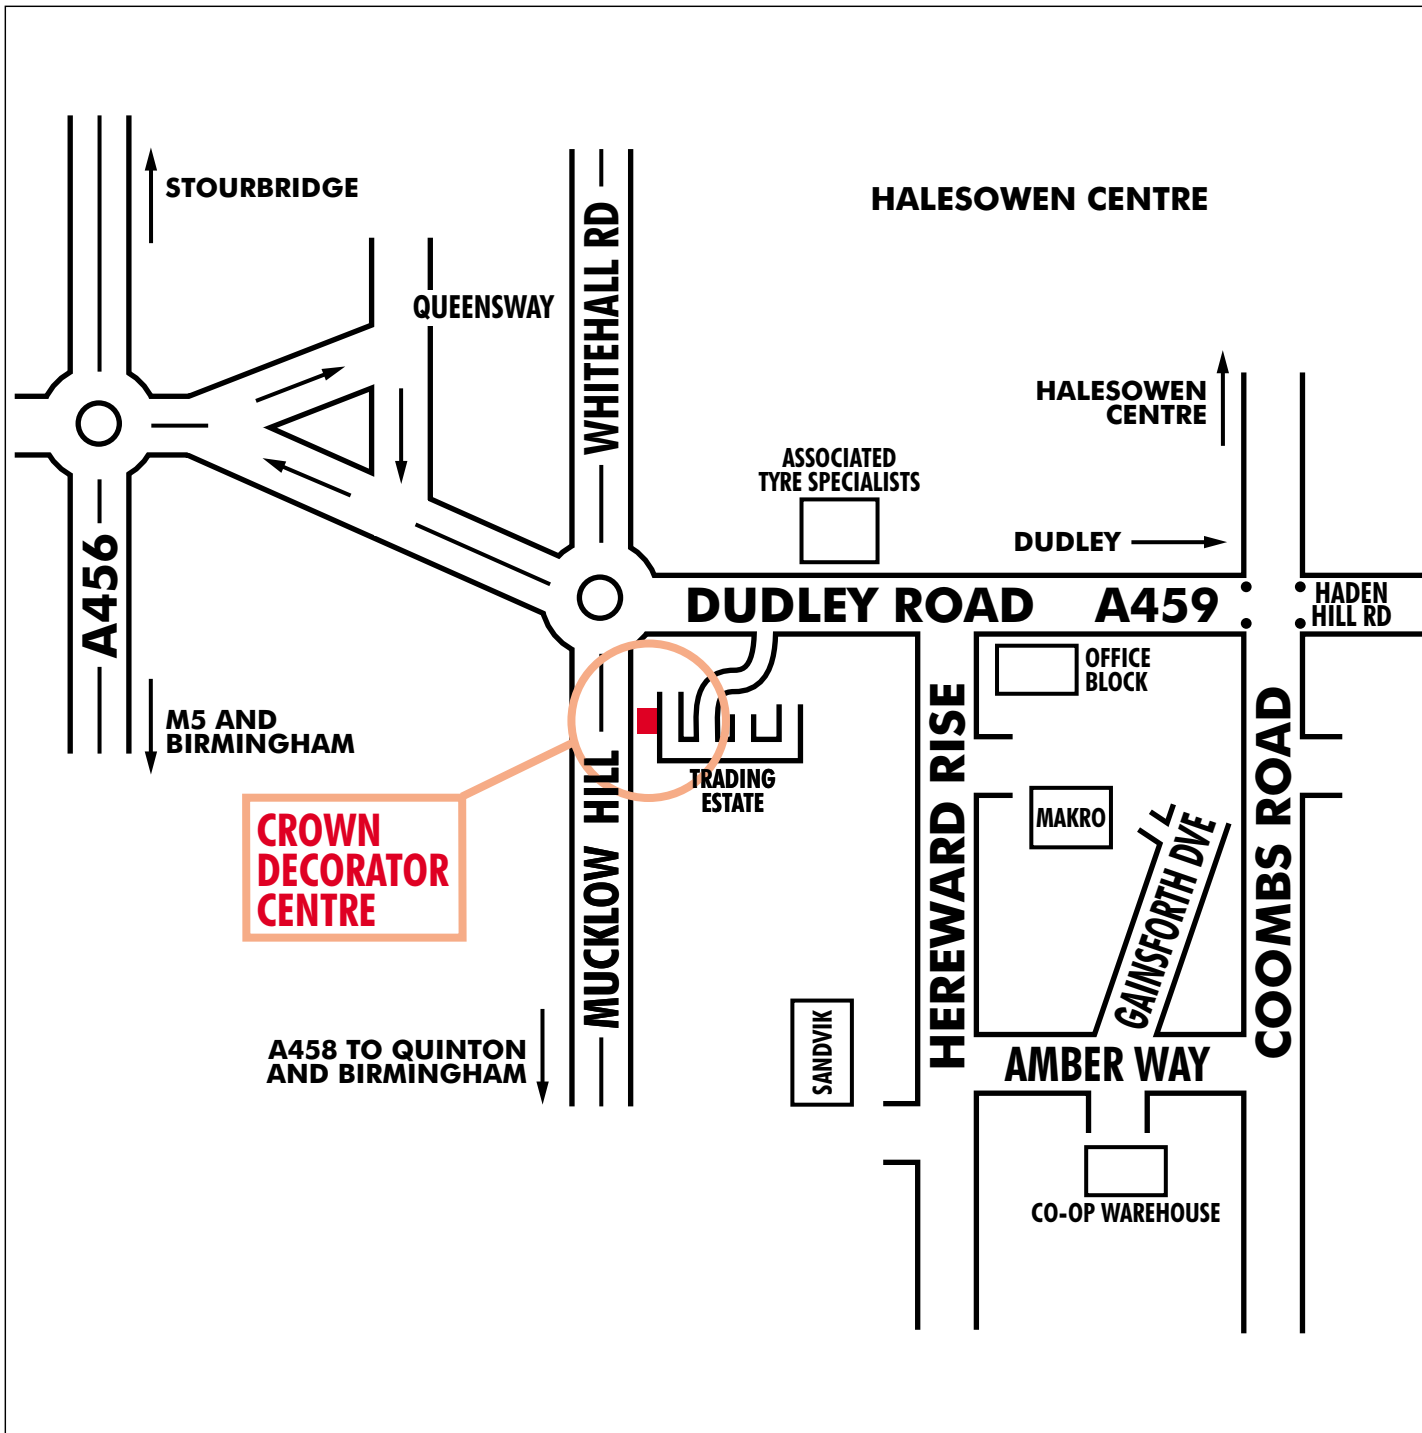 STOURBRIDGE
HALESOWEN CENTRE
QUEENSWAY
WHITEHALL RD
HALESOWEN
CENTRE
ASSOCIATED
TYRE SPECIALISTS
DUDLEY
A456
DUDLEY ROAD A459
HADEN
HILL RD
OFFICE
BLOCK
M5 AND
BIRMINGHAM
TRADING
ESTATE
CROWN
DECORATOR
CENTRE
MUCKLOW HILL
HEREWARD RISE
MAKRO
GAINSFORTH DVE
COOMBS ROAD
A458 TO QUINTON
AND BIRMINGHAM
SANDVIK
AMBER WAY
CO-OP WAREHOUSE